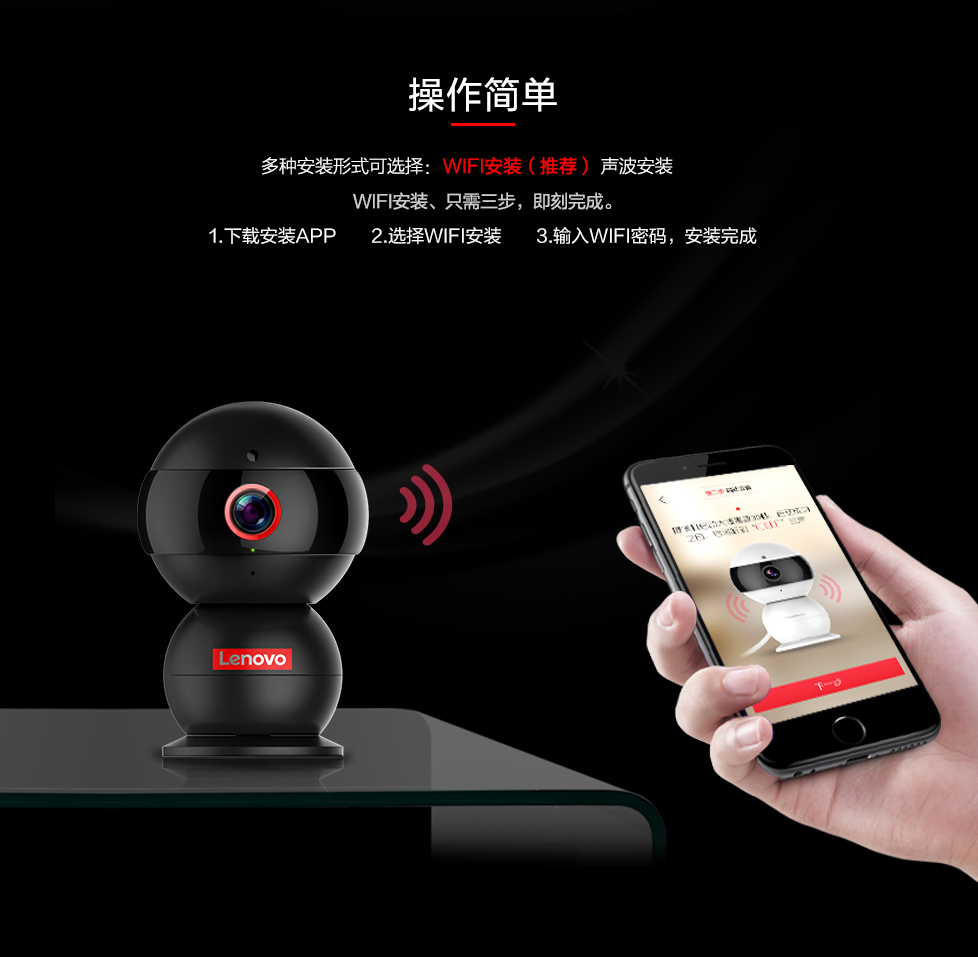 操作简单
多种安装形式可选择：WIFI安装（推荐）声波安装
WIFI安装、只需三步，即刻完成。
1.下载安装APP 2.选择WIFI安装 3.输入WIFI密码，安装完成
Lenovo
下一步